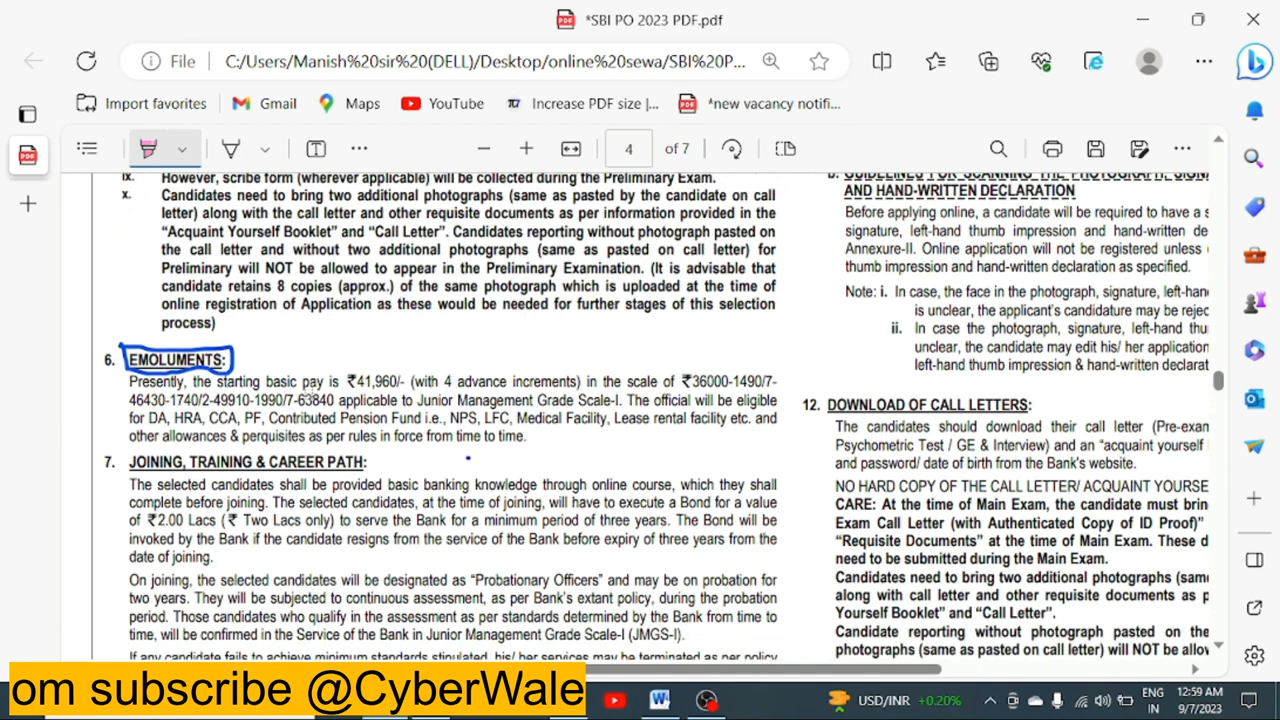 *SBI PO 2023 PDF.pdf
File C:/Users/Manish%20sir%20(DELL)/Desktop/online%20sewa/SBI%20P...
Import favorites Gmail Maps YouTube Increase PDF size |... *new vacancy notifi...
4 of 7
ix. However, scribe form (wherever applicable) will be collected during the Preliminary Exam.
x. Candidates need to bring two additional photographs (same as pasted by the candidate on call
letter) along with the call letter and other requisite documents as per information provided in the
“Acquaint Yourself Booklet” and “Call Letter”. Candidates reporting without photograph pasted on
the call letter and without two additional photographs (same as pasted on call letter) for
Preliminary will NOT be allowed to appear in the Preliminary Examination. (It is advisable that
candidate retains 8 copies (approx.) of the same photograph which is uploaded at the time of
online registration of Application as these would be needed for further stages of this selection
process)
6. EMOLUMENTS:
Presently, the starting basic pay is ₹41,960/- (with 4 advance increments) in the scale of ₹36000-1490/7-
46430-1740/2-49910-1990/7-63840 applicable to Junior Management Grade Scale-I. The official will be eligible
for DA, HRA, CCA, PF, Contributed Pension Fund i.e., NPS, LFC, Medical Facility, Lease rental facility etc. and
other allowances & perquisites as per rules in force from time to time.
7. JOINING, TRAINING & CAREER PATH:
The selected candidates shall be provided basic banking knowledge through online course, which they shall
complete before joining. The selected candidates, at the time of joining, will have to execute a Bond for a value
of ₹2.00 Lacs (₹ Two Lacs only) to serve the Bank for a minimum period of three years. The Bond will be
invoked by the Bank if the candidate resigns from the service of the Bank before expiry of three years from the
date of joining.
On joining, the selected candidates will be designated as “Probationary Officers” and may be on probation for
two years. They will be subjected to continuous assessment, as per Bank’s extant policy, during the probation
period. Those candidates who qualify in the assessment as per standards determined by the Bank from time to
time, will be confirmed in the Service of the Bank in Junior Management Grade Scale-I (JMGS-I).
If any candidate fails to achieve minimum standards stipulated, his/ her services may be terminated as per policy
b. GUIDELINES FOR SCANNING THE PHOTOGRAPH, SIGN
AND HAND-WRITTEN DECLARATION
Before applying online, a candidate will be required to have a s
signature, left-hand thumb impression and hand-written de
Annexure-II. Online application will not be registered unless
thumb impression and hand-written declaration as specified.
Note: i. In case, the face in the photograph, signature, left-han
is unclear, the applicant’s candidature may be rejec
ii. In case the photograph, signature, left-hand thu
unclear, the candidate may edit his/ her application
left-hand thumb impression & hand-written declarat
12. DOWNLOAD OF CALL LETTERS:
The candidates should download their call letter (Pre-exan
Psychometric Test / GE & Interview) and an “acquaint yourself
and password/ date of birth from the Bank's website.
NO HARD COPY OF THE CALL LETTER/ ACQUAINT YOURSE
CARE: At the time of Main Exam, the candidate must brin
Exam Call Letter (with Authenticated Copy of ID Proof)”
“Requisite Documents” at the time of Main Exam. These d
need to be submitted during the Main Exam.
Candidates need to bring two additional photographs (sam
along with call letter and other requisite documents as p
Yourself Booklet” and “Call Letter”.
Candidate reporting without photograph pasted on the
photographs (same as pasted on call letter) will NOT be allov
om subscribe @CyberWale
USD/INR +0.20%
ENG
IN
12:59 AM
9/7/2023